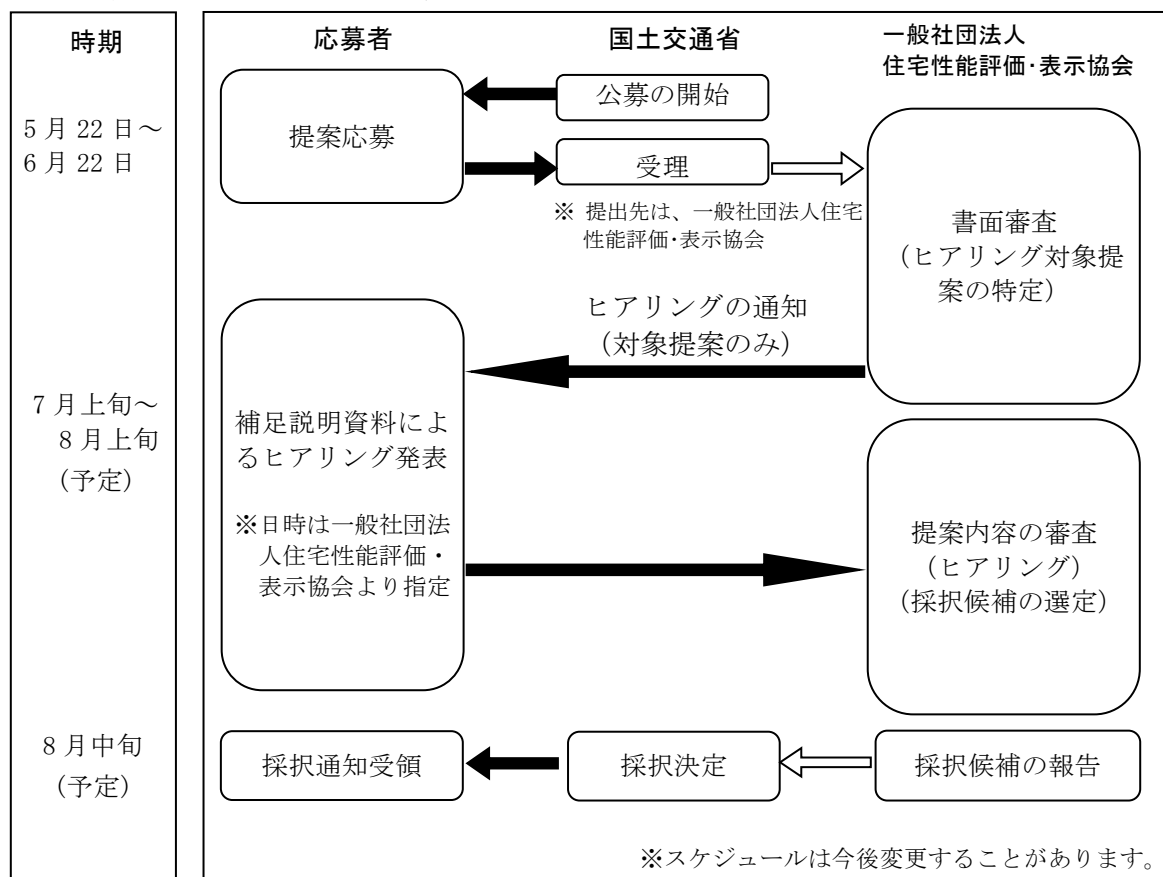 時期
応募者
国土交通省
一般社団法人
住宅性能評価・表示協会
5月22日～
6月22日
提案応募
公募の開始
受理
※ 提出先は、一般社団法人住宅
性能評価・表示協会
書面審査
（ヒアリング対象提
案の特定）
ヒアリングの通知
（対象提案のみ）
7月上旬～
8月上旬
（予定）
補足説明資料によ
るヒアリング発表
※日時は一般社団法
人住宅性能評価・
表示協会より指定
提案内容の審査
（ヒアリング）
（採択候補の選定）
8月中旬
（予定）
採択通知受領
採択決定
採択候補の報告
※スケジュールは今後変更することがあります。